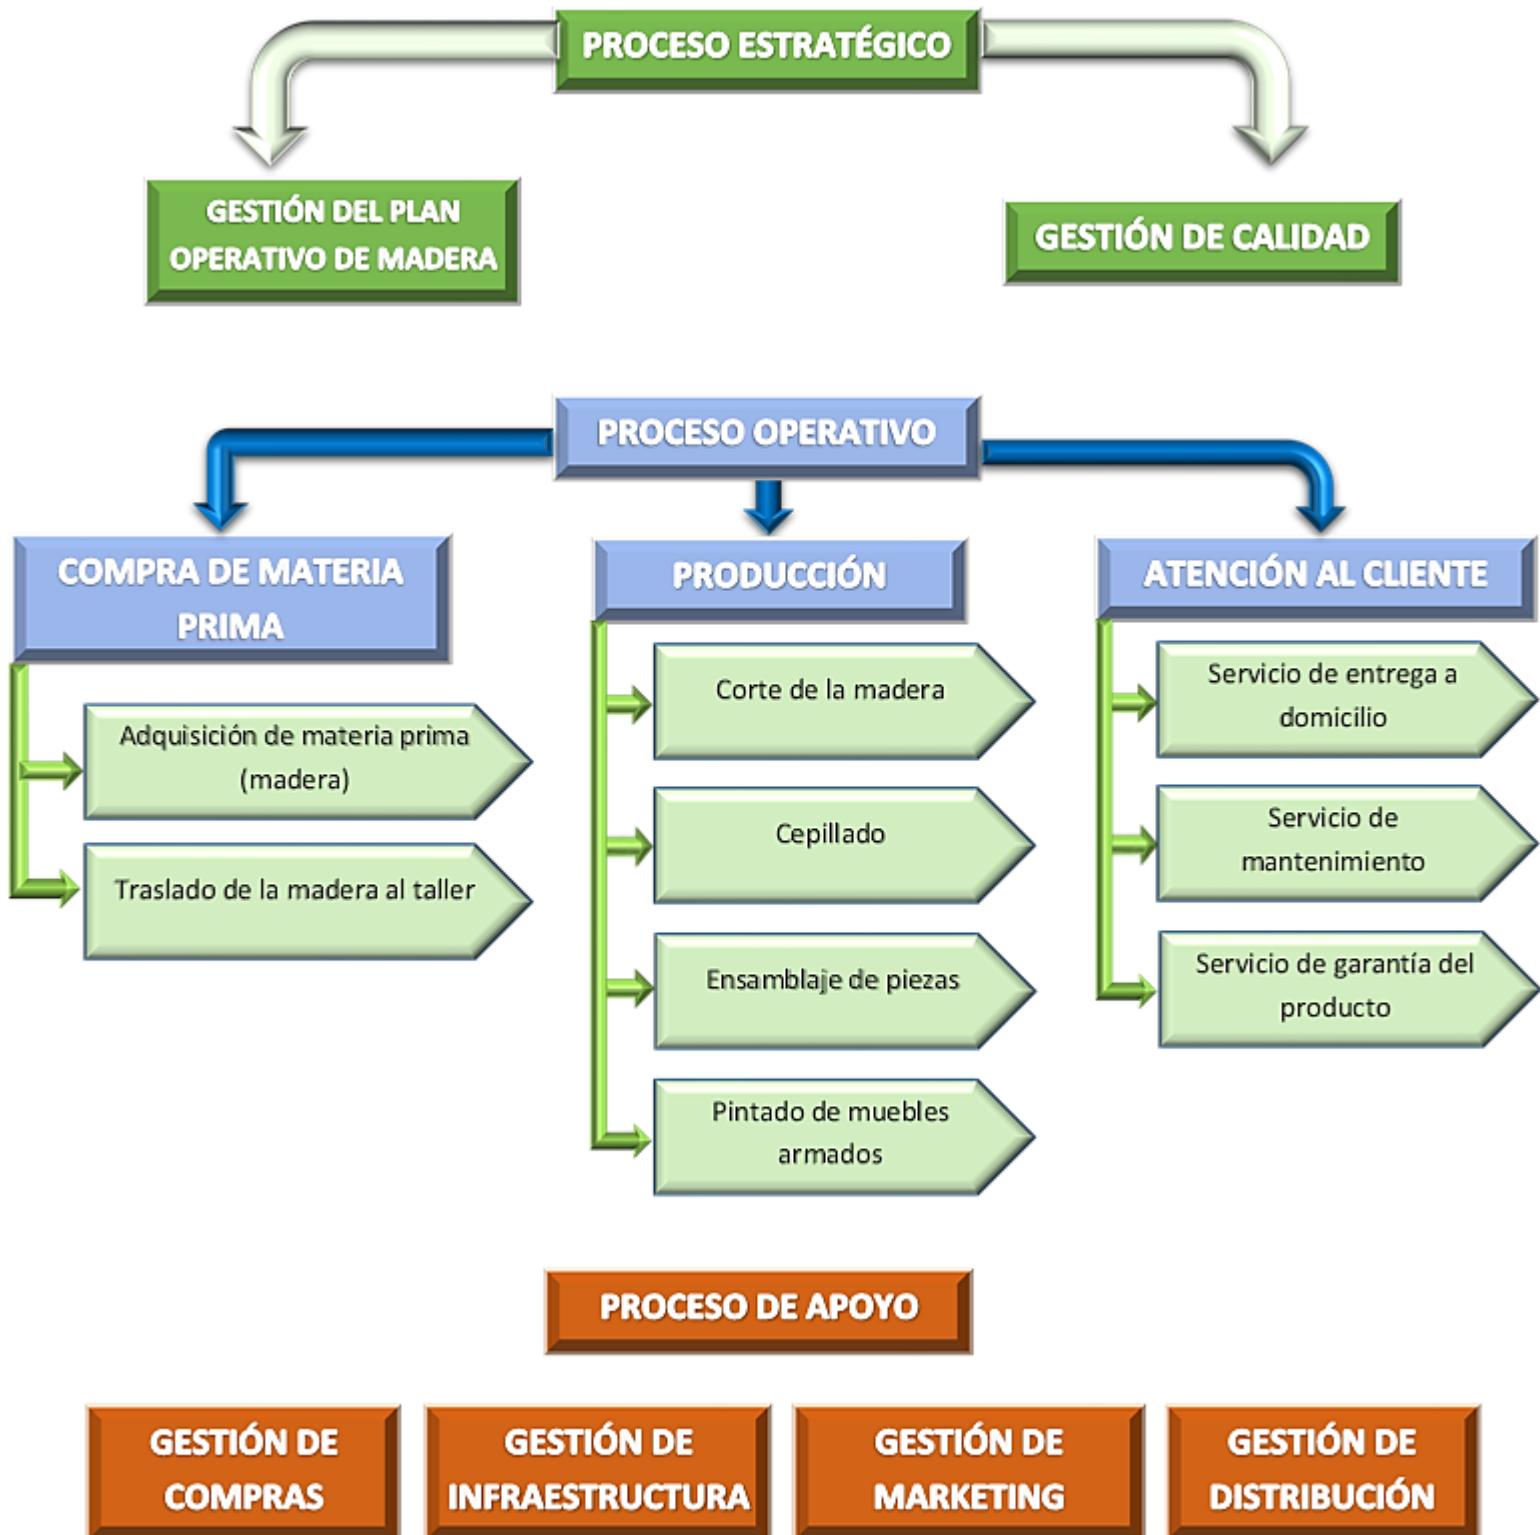 PROCESO ESTRATÉGICO
GESTIÓN DEL PLAN
OPERATIVO DE MADERA
GESTIÓN DE CALIDAD
PROCESO OPERATIVO
COMPRA DE MATERIA
PRIMA
Adquisición de materia prima
(madera)
Traslado de la madera al taller
PRODUCCIÓN
Corte de la madera
Cepillado
Ensamblaje de piezas
Pintado de muebles
armados
ATENCIÓN AL CLIENTE
Servicio de entrega a
domicilio
Servicio de
mantenimiento
Servicio de garantía del
producto
PROCESO DE APOYO
GESTIÓN DE
COMPRAS
GESTIÓN DE
INFRAESTRUCTURA
GESTIÓN DE
MARKETING
GESTIÓN DE
DISTRIBUCIÓN